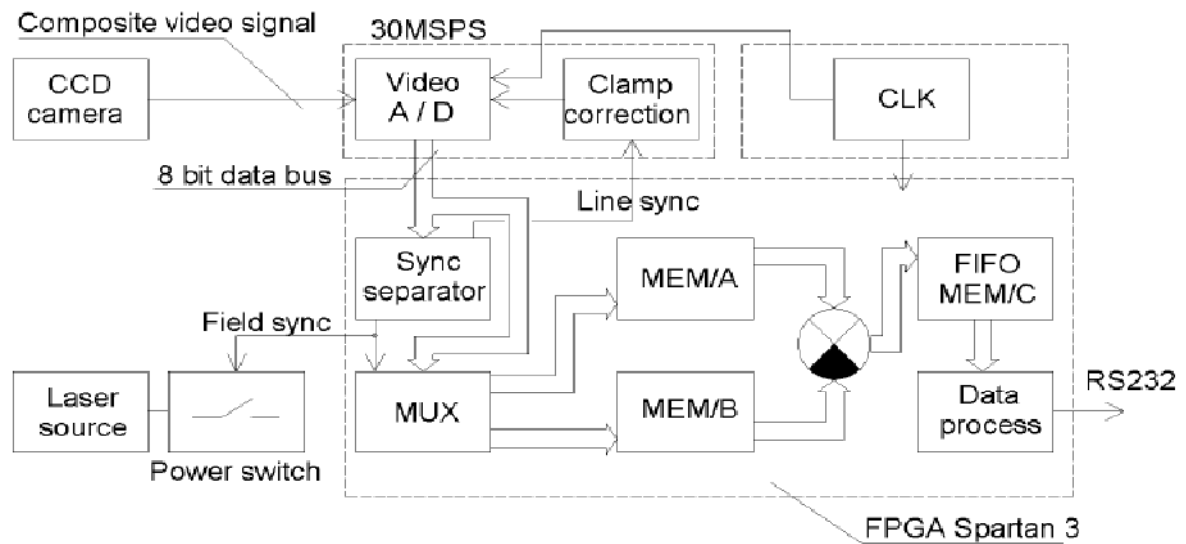 Composite video signal
30MSPS
CCD
camera
Video
A / D
Clamp
correction
CLK
8 bit data bus
Line sync
Sync
separator
MEM/A
FIFO
MEM/C
Field sync
RS232
Laser
source
MUX
MEM/B
Data
process
Power switch
FPGA Spartan 3